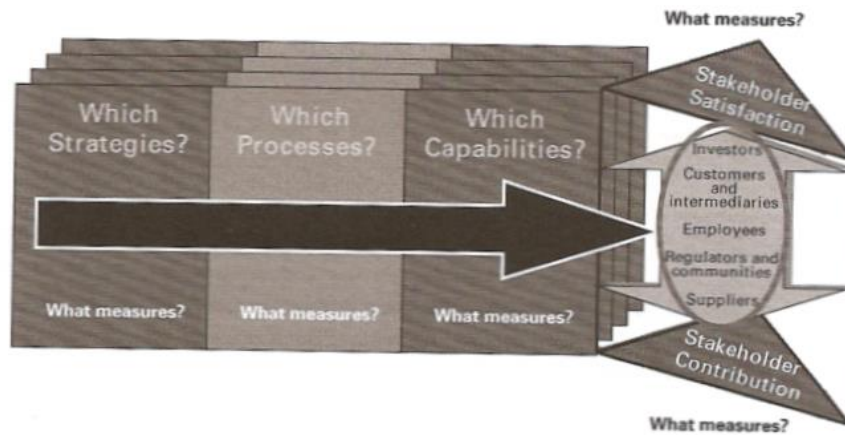 What measures?
Stakeholder
Satisfaction
Which
Strategies?
Which
Processes?
Which
Capabilities?
Investors
Customers
and
intermediaries
Employees
Regulators and
communities
Suppliers
What measures?
What measures?
What measures?
Stakeholder
Contribution
What measures?